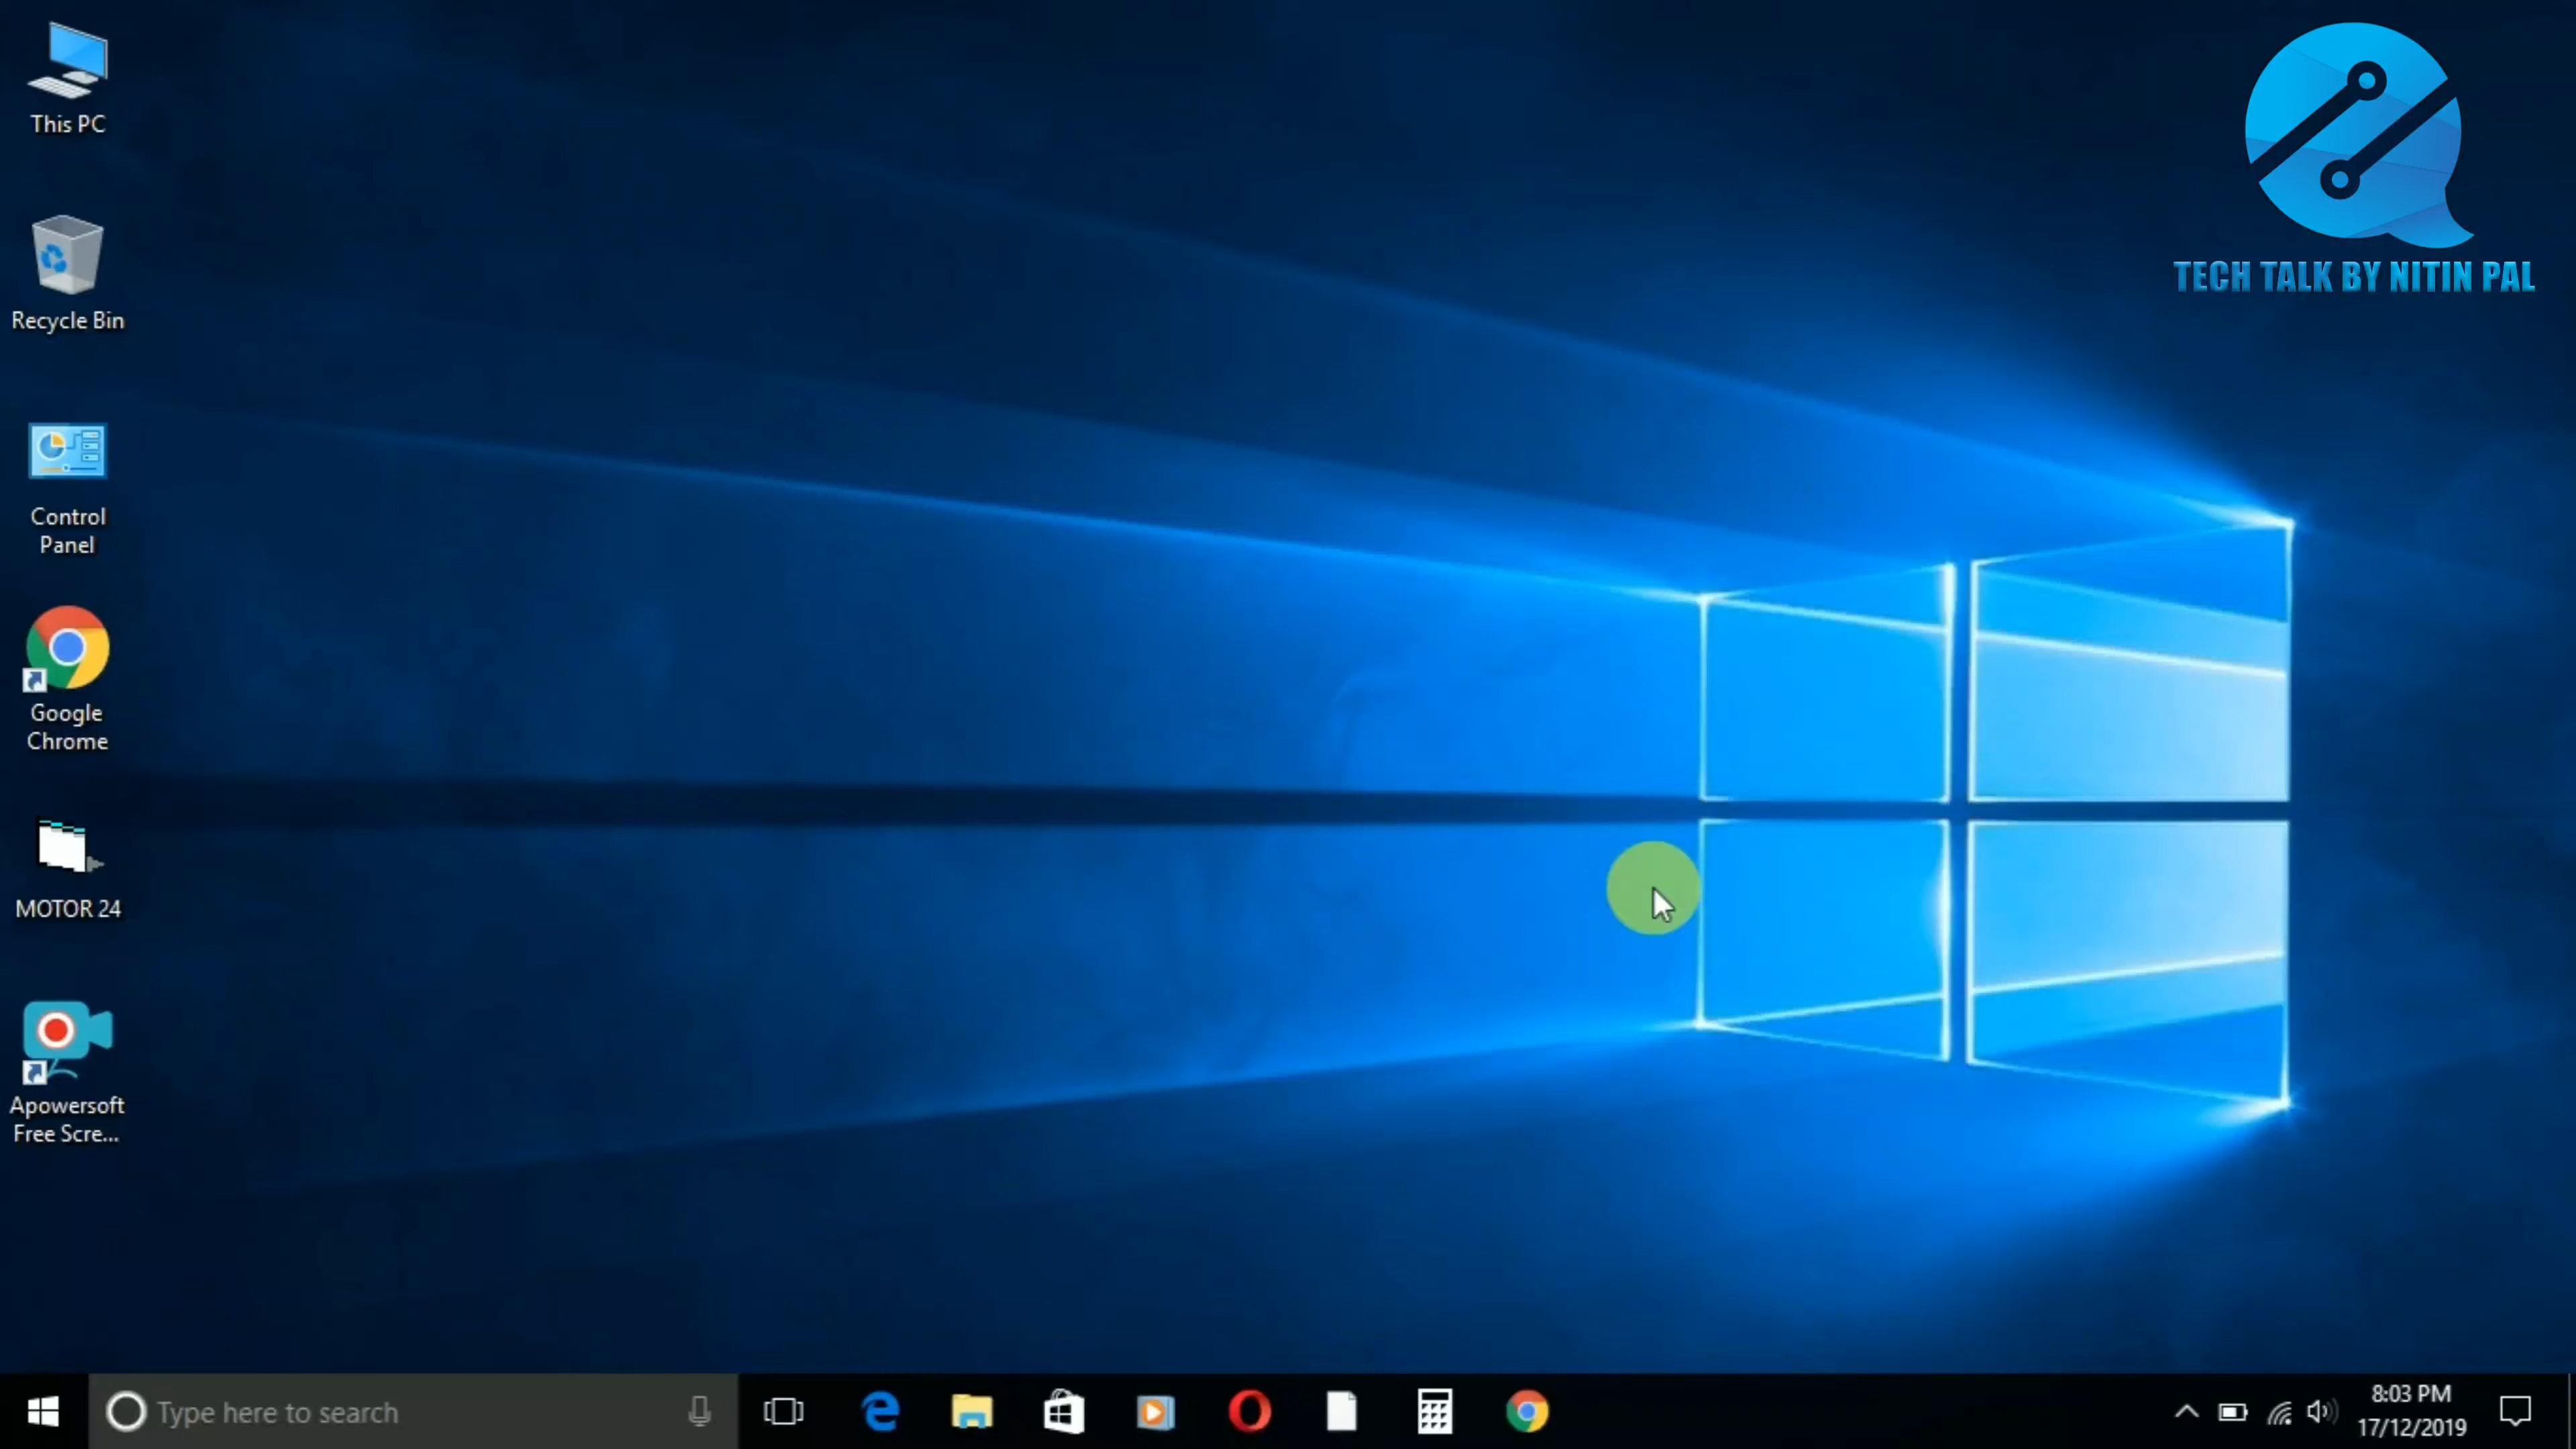 This PC
TECH TALK BY NITIN PAL
Recycle Bin
Control
Panel
Google
Chrome
MOTOR 24
Apowersoft
Free Scre...
Type here to search
8:03 PM
17/12/2019